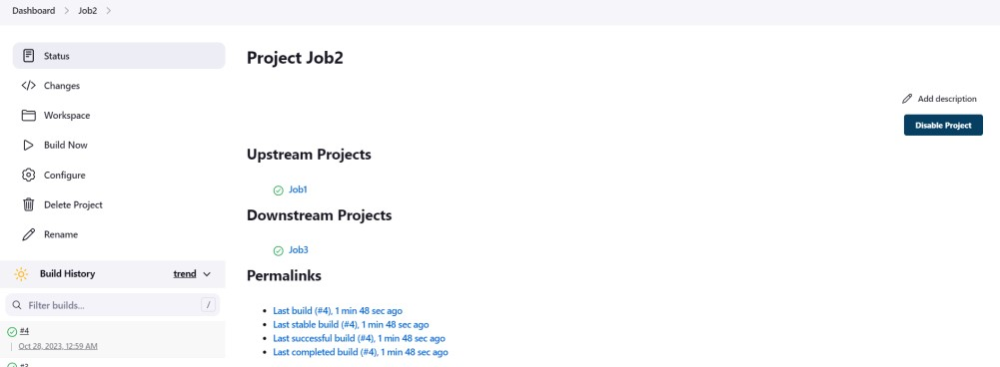 Dashboard > Job2 >
Status
Changes
Workspace
Build Now
Configure
Delete Project
Rename
Build History trend
Filter builds... /
#4
Oct 28, 2023, 12:59 AM
#3
Project Job2
Add description
Disable Project
Upstream Projects
Job1
Downstream Projects
Job3
Permalinks
Last build (#4), 1 min 48 sec ago
Last stable build (#4), 1 min 48 sec ago
Last successful build (#4), 1 min 48 sec ago
Last completed build (#4), 1 min 48 sec ago